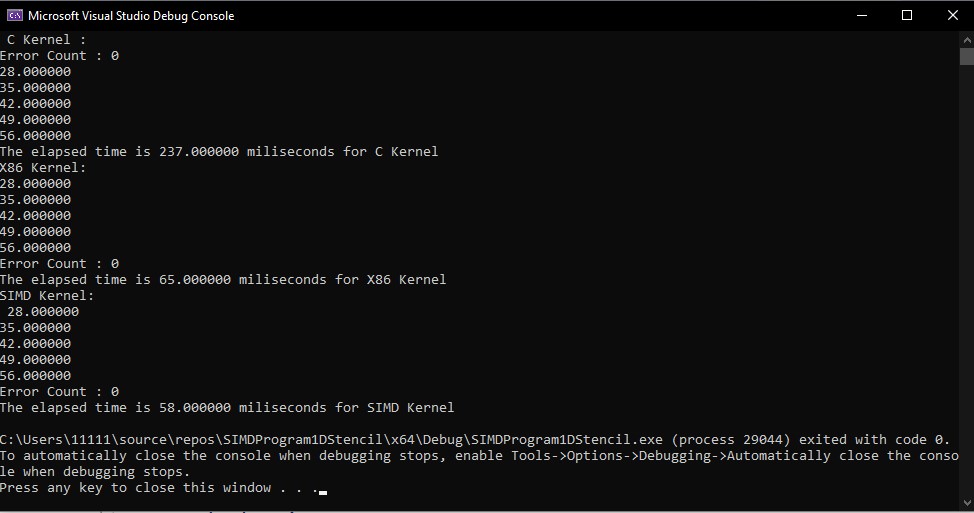 Microsoft Visual Studio Debug Console
C Kernel :
Error Count : 0
28.000000
35.000000
42.000000
49.000000
56.000000
The elapsed time is 237.000000 miliseconds for C Kernel
X86 Kernel:
28.000000
35.000000
42.000000
49.000000
56.000000
Error Count : 0
The elapsed time is 65.000000 miliseconds for X86 Kernel
SIMD Kernel:
28.000000
35.000000
42.000000
49.000000
56.000000
Error Count : 0
The elapsed time is 58.000000 miliseconds for SIMD Kernel
C:\Users\11111\source\repos\SIMDProgram1DStencil\x64\Debug\SIMDProgram1DStencil.exe (process 29044) exited with code 0.
To automatically close the console when debugging stops, enable Tools->Options->Debugging->Automatically close the conso
le when debugging stops.
Press any key to close this window . . .